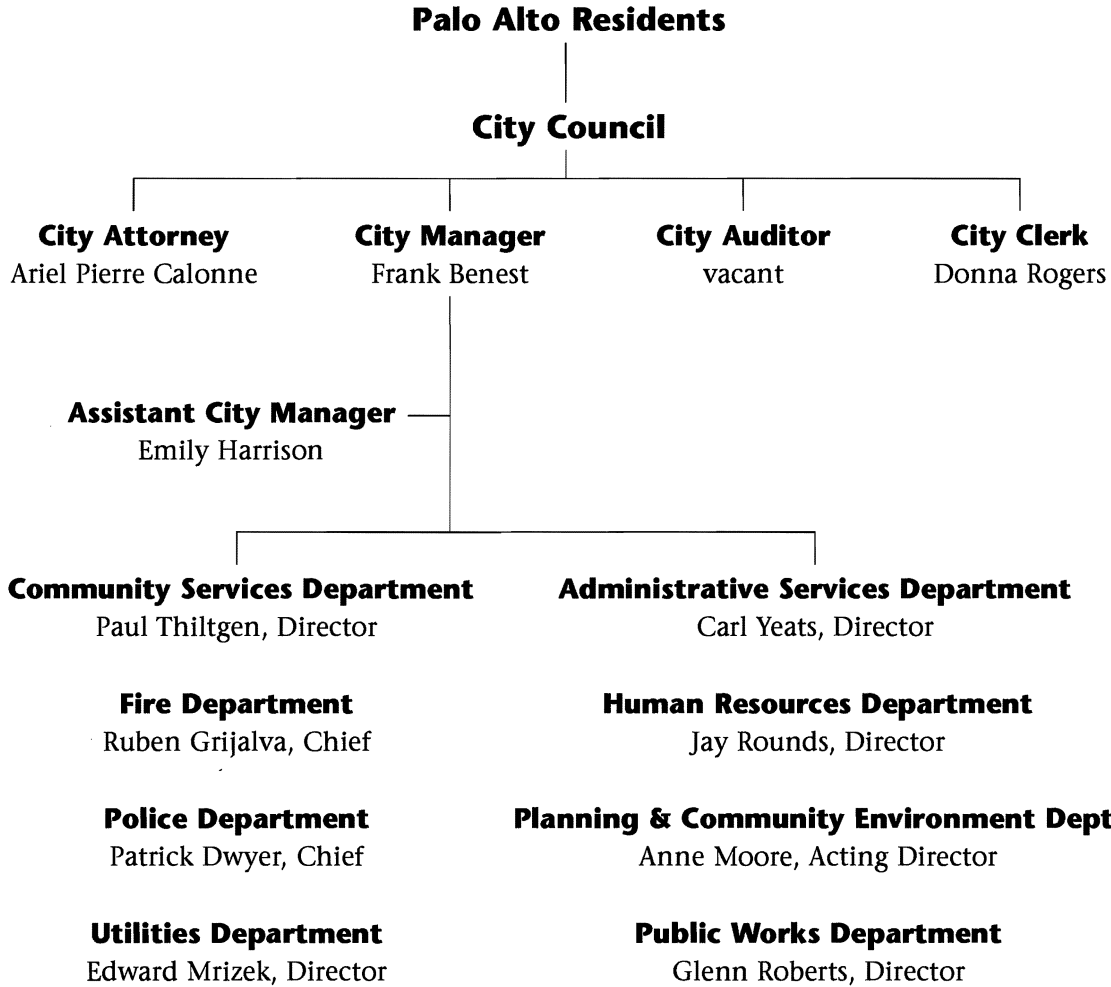 Palo Alto Residents
City Council
City Attorney
Ariel Pierre Calonne
City Manager
Frank Benest
City Auditor
vacant
City Clerk
Donna Rogers
Assistant City Manager
Emily Harrison
Community Services Department
Paul Thiltgen, Director
Administrative Services Department
Carl Yeats, Director
Fire Department
Ruben Grijalva, Chief
Human Resources Department
Jay Rounds, Director
Police Department
Patrick Dwyer, Chief
Planning & Community Environment Dept
Anne Moore, Acting Director
Utilities Department
Edward Mrizek, Director
Public Works Department
Glenn Roberts, Director